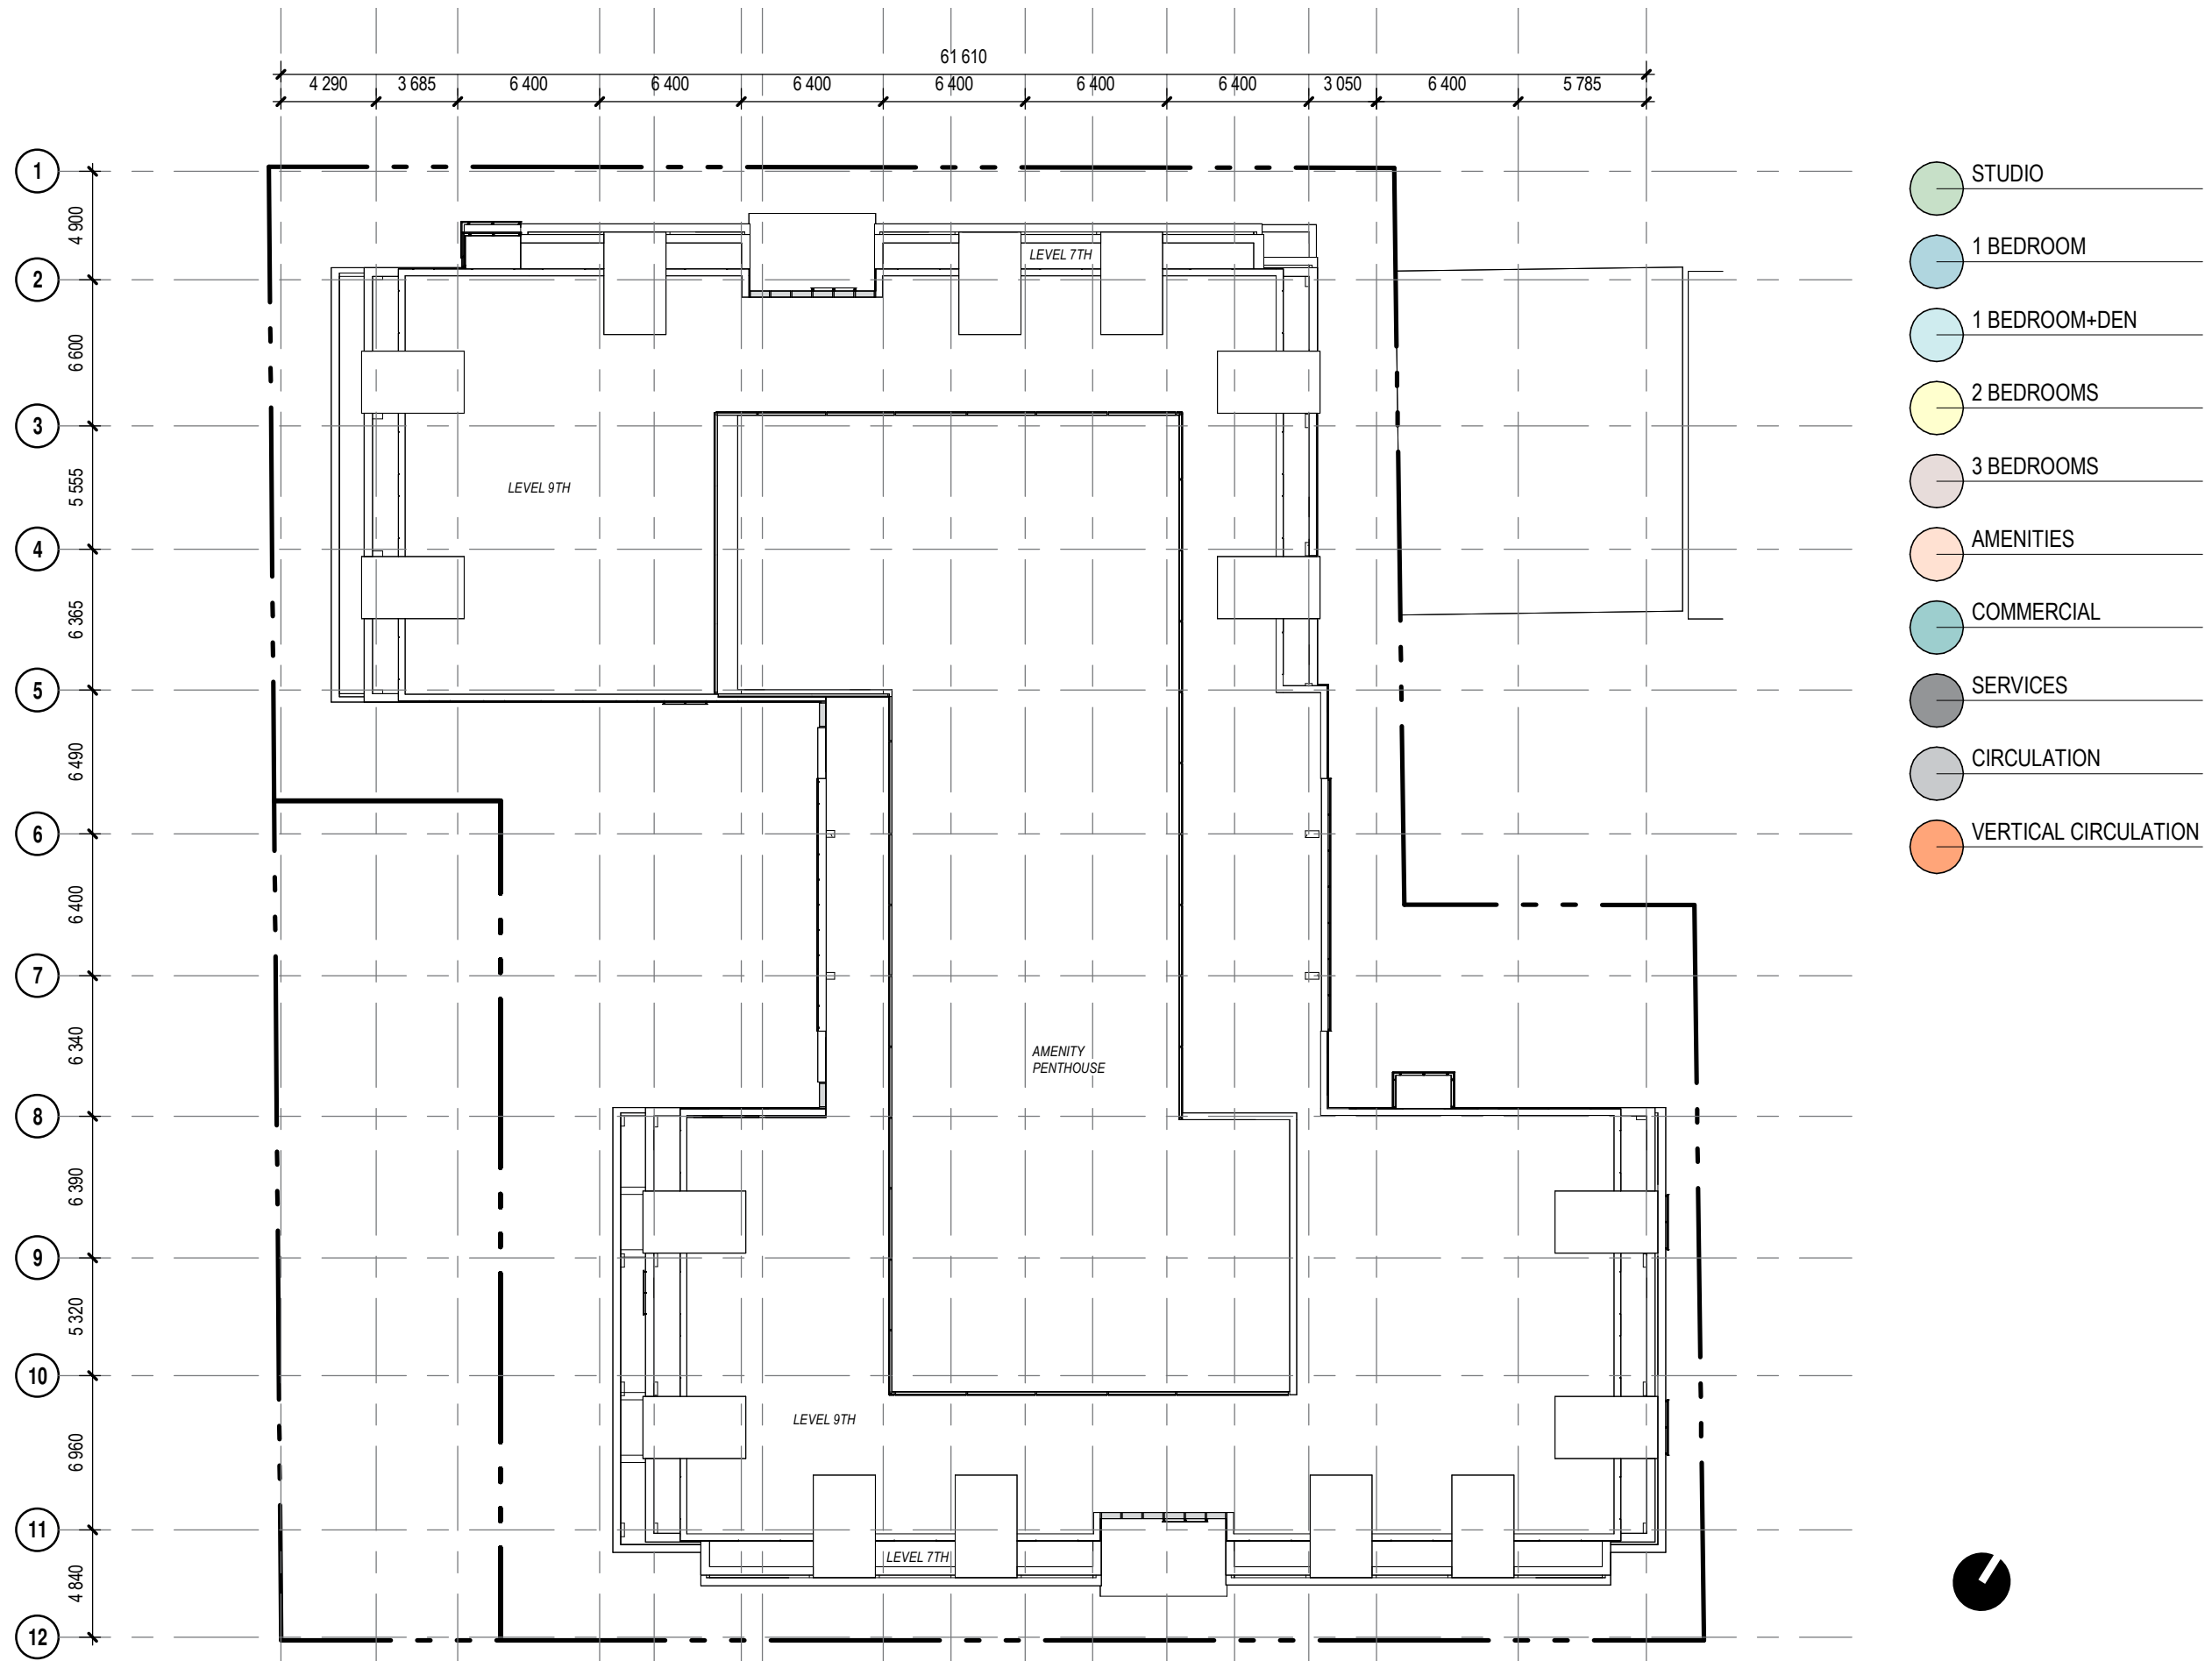 61 610
4 290 3 685 6 400 6 400 6 400 6 400 6 400 6 400 3 050 6 400 5 785
1
4 900
2
6 600
3
5 555
4
6 365
5
6 490
6
6 400
7
6 340
8
6 390
9
5 320
10
6 960
11
4 840
12
LEVEL 7TH
LEVEL 9TH
AMENITY
PENTHOUSE
LEVEL 9TH
LEVEL 7TH
STUDIO
1 BEDROOM
1 BEDROOM+DEN
2 BEDROOMS
3 BEDROOMS
AMENITIES
COMMERCIAL
SERVICES
CIRCULATION
VERTICAL CIRCULATION